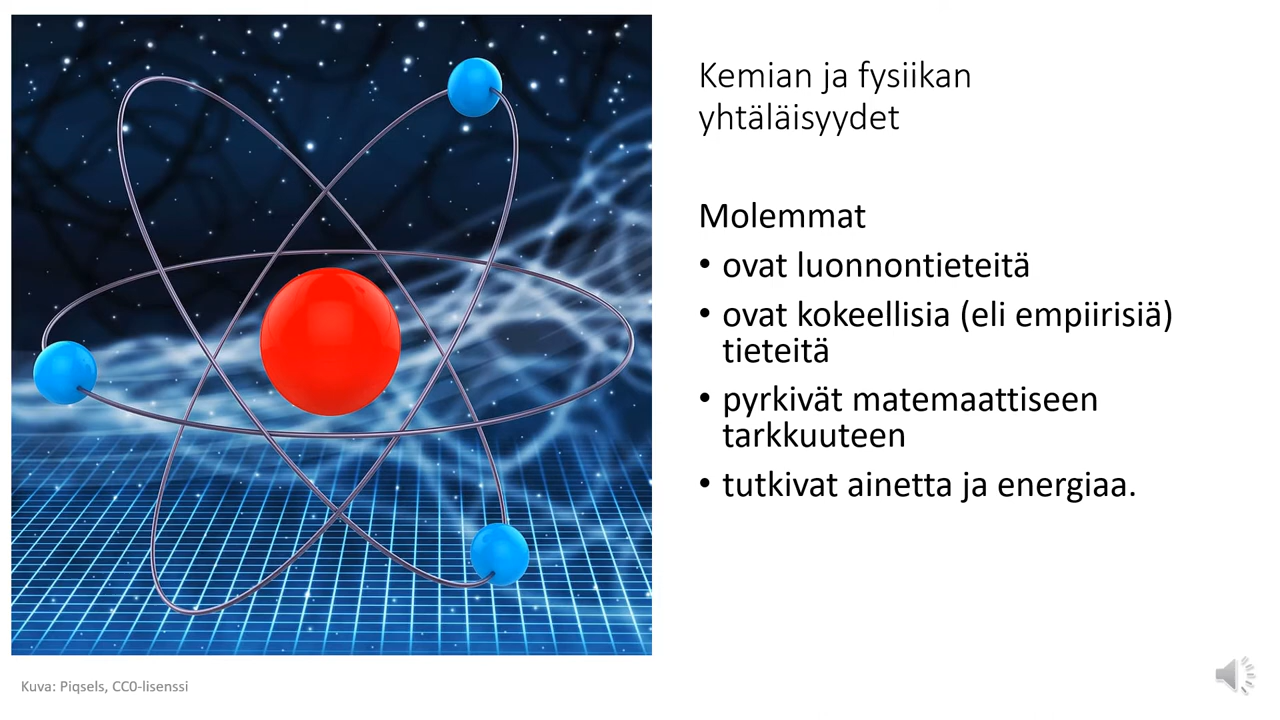 Kemian ja fysiikan
yhtäläisyydet
Molemmat
• ovat luonnontieteitä
• ovat kokeellisia (eli empiirisiä)
tieteitä
• pyrkivät matemaattiseen
tarkkuuteen
• tutkivat ainetta ja energiaa.
Kuva: Piqsels, CC0-lisenssi